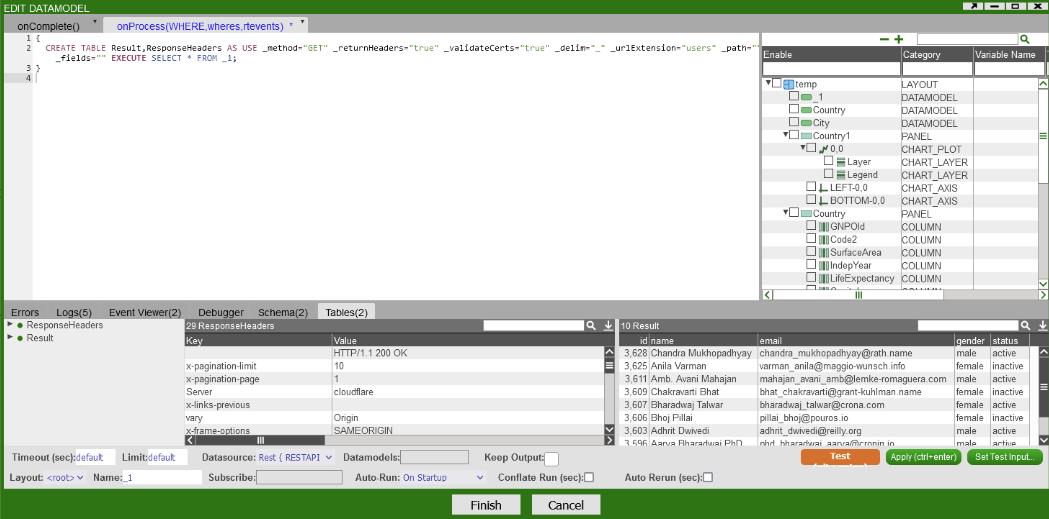 EDIT DATAMODEL
onComplete() onProcess(WHERE,wheres,rtevents)
1 {
2 CREATE TABLE Result,ResponseHeaders AS USE _method="GET" _returnHeaders="true" _validateCerts="true" _delim="_" _urlExtension="users" _path=""
_fields="" EXECUTE SELECT * FROM _1;
3 }
4
Enable Category Variable Name
temp LAYOUT
_1 DATAMODEL
Country DATAMODEL
City DATAMODEL
Country1 PANEL
0,0 CHART_PLOT
Layer CHART_LAYER
Legend CHART_LAYER
LEFT-0,0 CHART_AXIS
BOTTOM-0,0 CHART_AXIS
Country PANEL
GNPOld COLUMN
Code2 COLUMN
SurfaceArea COLUMN
IndepYear COLUMN
LifeExpectancy COLUMN
COLUMN
Errors Logs(5) Event Viewer(2) Debugger Schema(2) Tables(2)
ResponseHeaders
Result
29 ResponseHeaders
Key Value
HTTP/1.1 200 OK
x-pagination-limit 10
x-pagination-page 1
Server cloudflare
x-links-previous
vary Origin
x-frame-options SAMEORIGIN
10 Result
id name email gender status
3,628 Chandra Mukhopadhyay chandra_mukhopadhyay@rath.name male active
3,625 Anila Varman varman_anila@maggio-wunsch.info female inactive
3,611 Amb. Avani Mahajan mahajan_avani_amb@lemke-romaguera.com male active
3,609 Chakravarti Bhat bhat_chakravarti@grant-kuhlman.name female inactive
3,607 Bharadwaj Talwar bharadwaj_talwar@crona.com male active
3,606 Bhoj Pillai pillai_bhoj@pouros.io female inactive
3,603 Adhrit Dwivedi adhrit_dwivedi@reilly.org male active
3,596 Aarya Bharadwaj PhD phd_bharadwaj_aarya@cronin.io male active
Timeout (sec): default Limit: default Datasource: Rest ( RESTAPI Datamodels: Keep Output: Test Apply (ctrl+enter) Set Test Input...
Layout: <root> Name: _1 Subscribe: Auto-Run: On Startup Conflate Run (sec): Auto Rerun (sec):
Finish Cancel